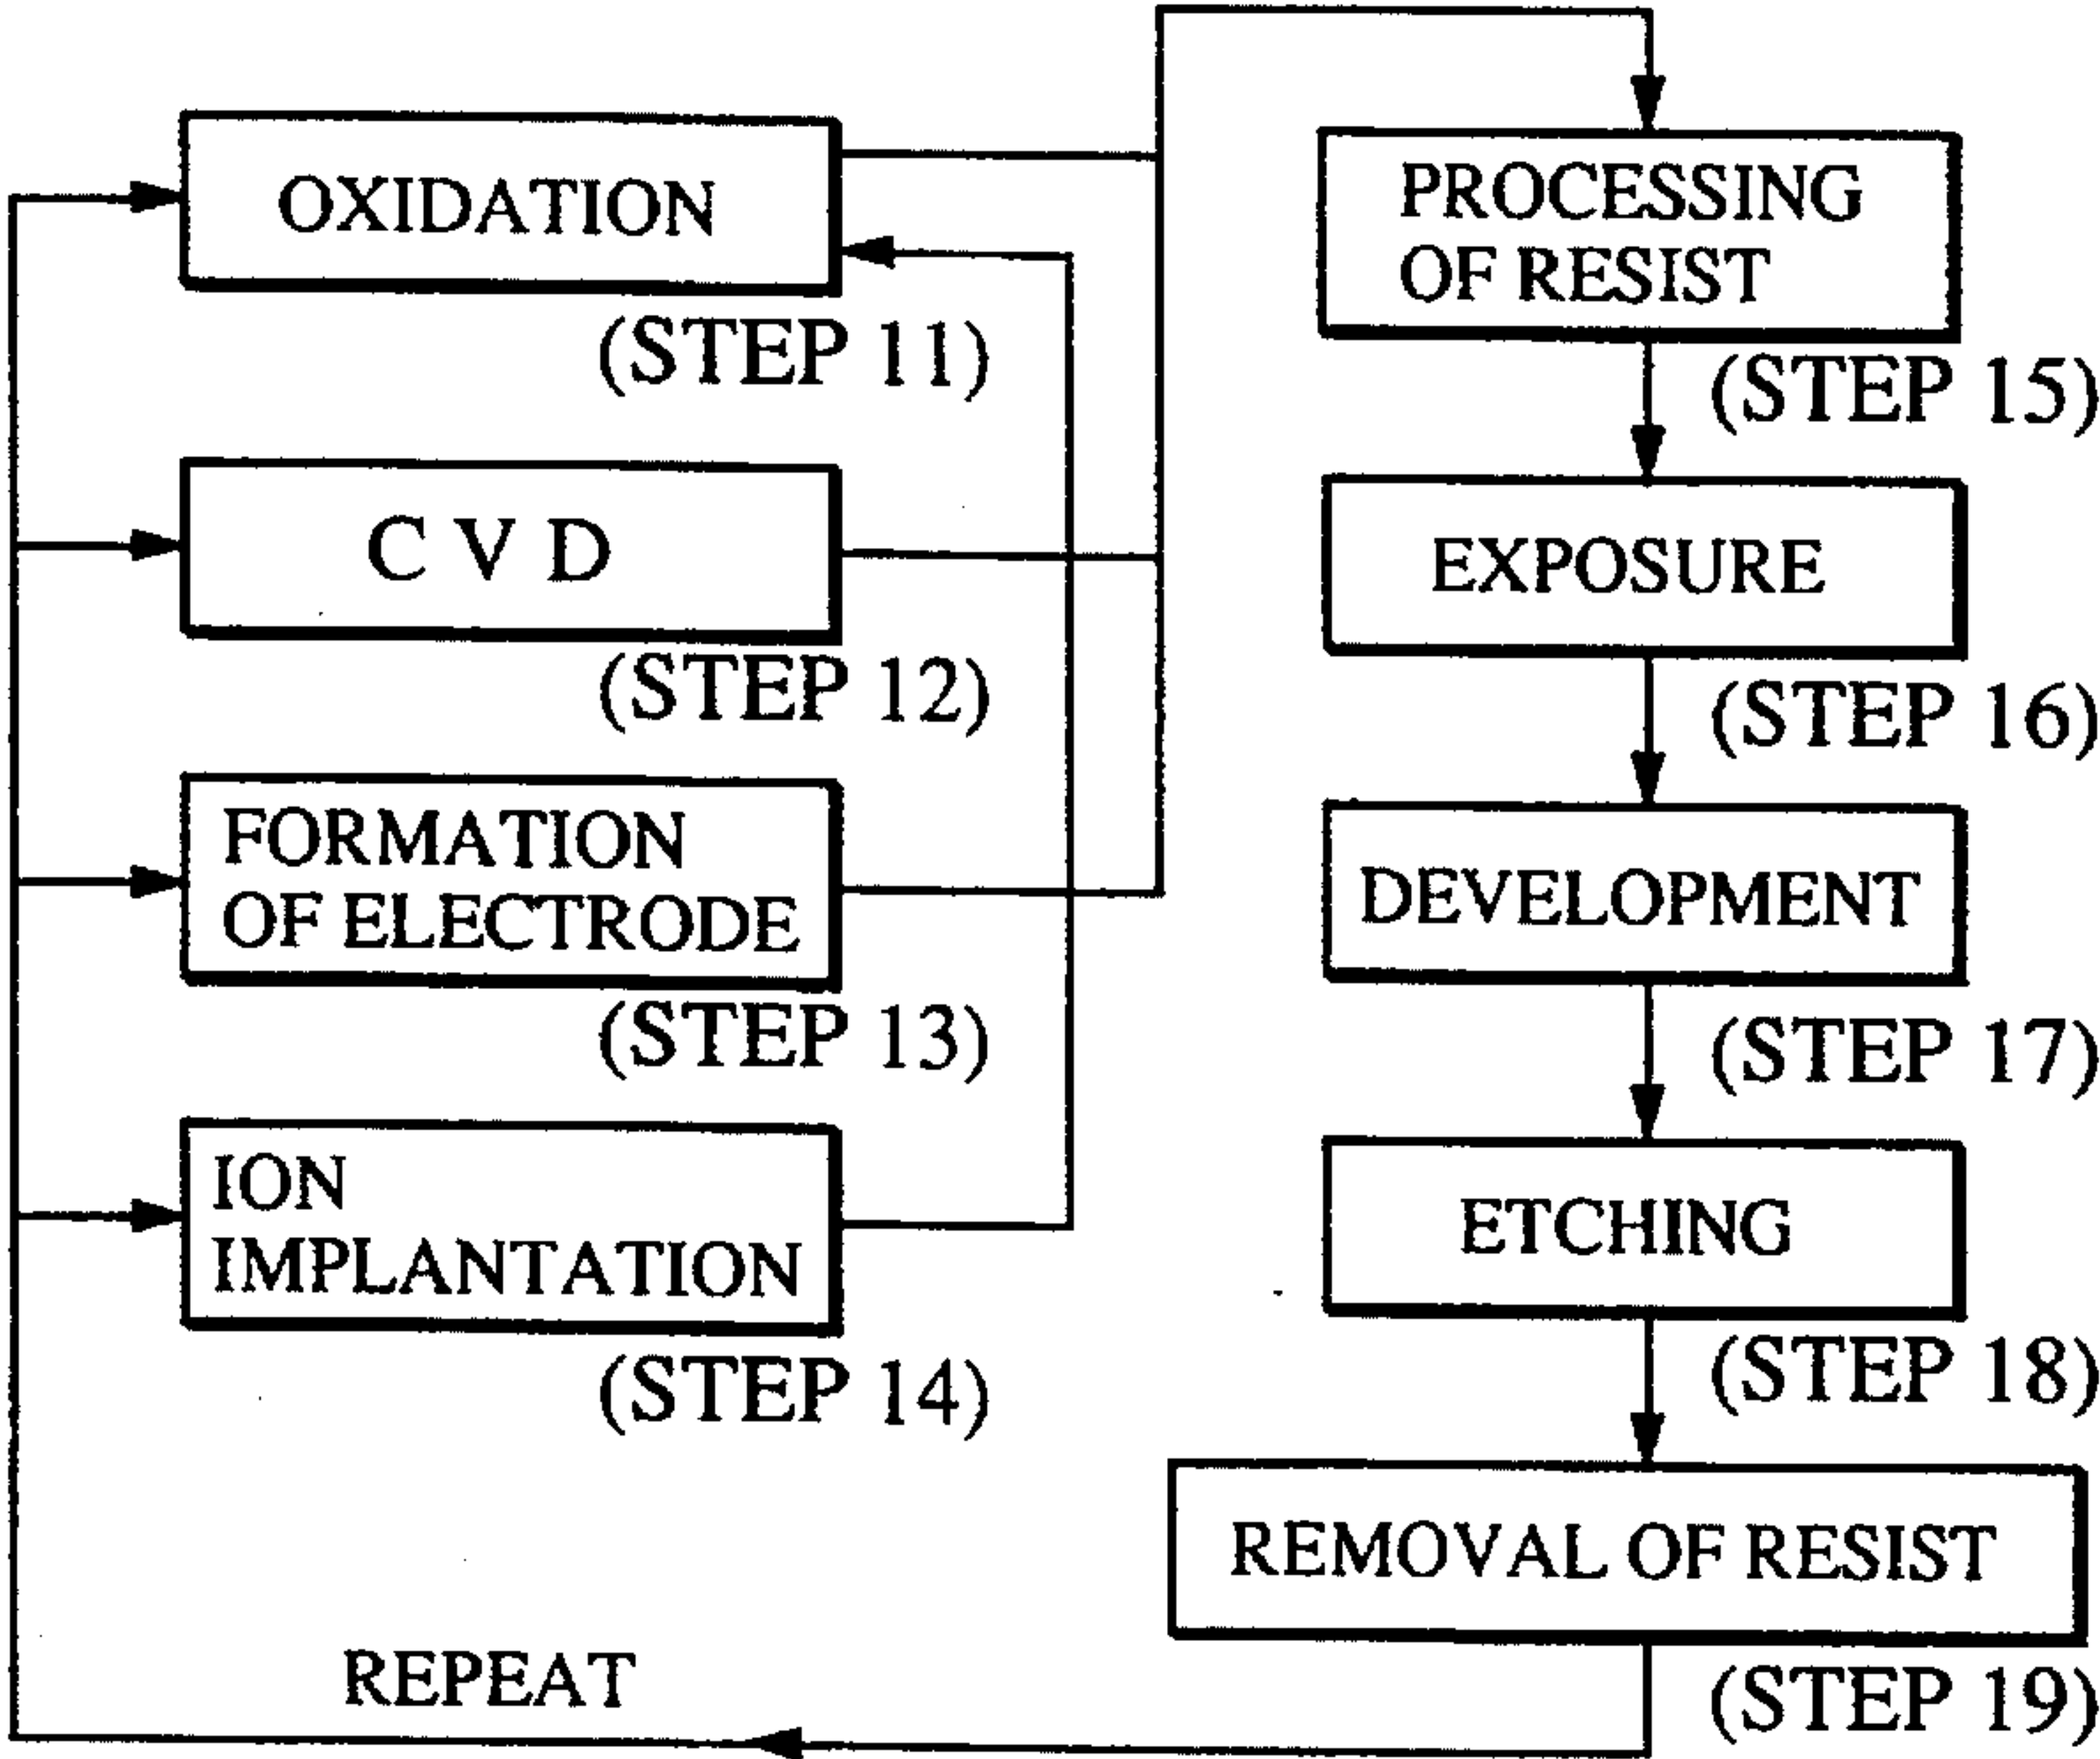 OXIDATION
(STEP 11)
C V D
(STEP 12)
FORMATION
OF ELECTRODE
(STEP 13)
ION
IMPLANTATION
(STEP 14)
PROCESSING
OF RESIST
(STEP 15)
EXPOSURE
(STEP 16)
DEVELOPMENT
(STEP 17)
ETCHING
(STEP 18)
REMOVAL OF RESIST
(STEP 19)
REPEAT